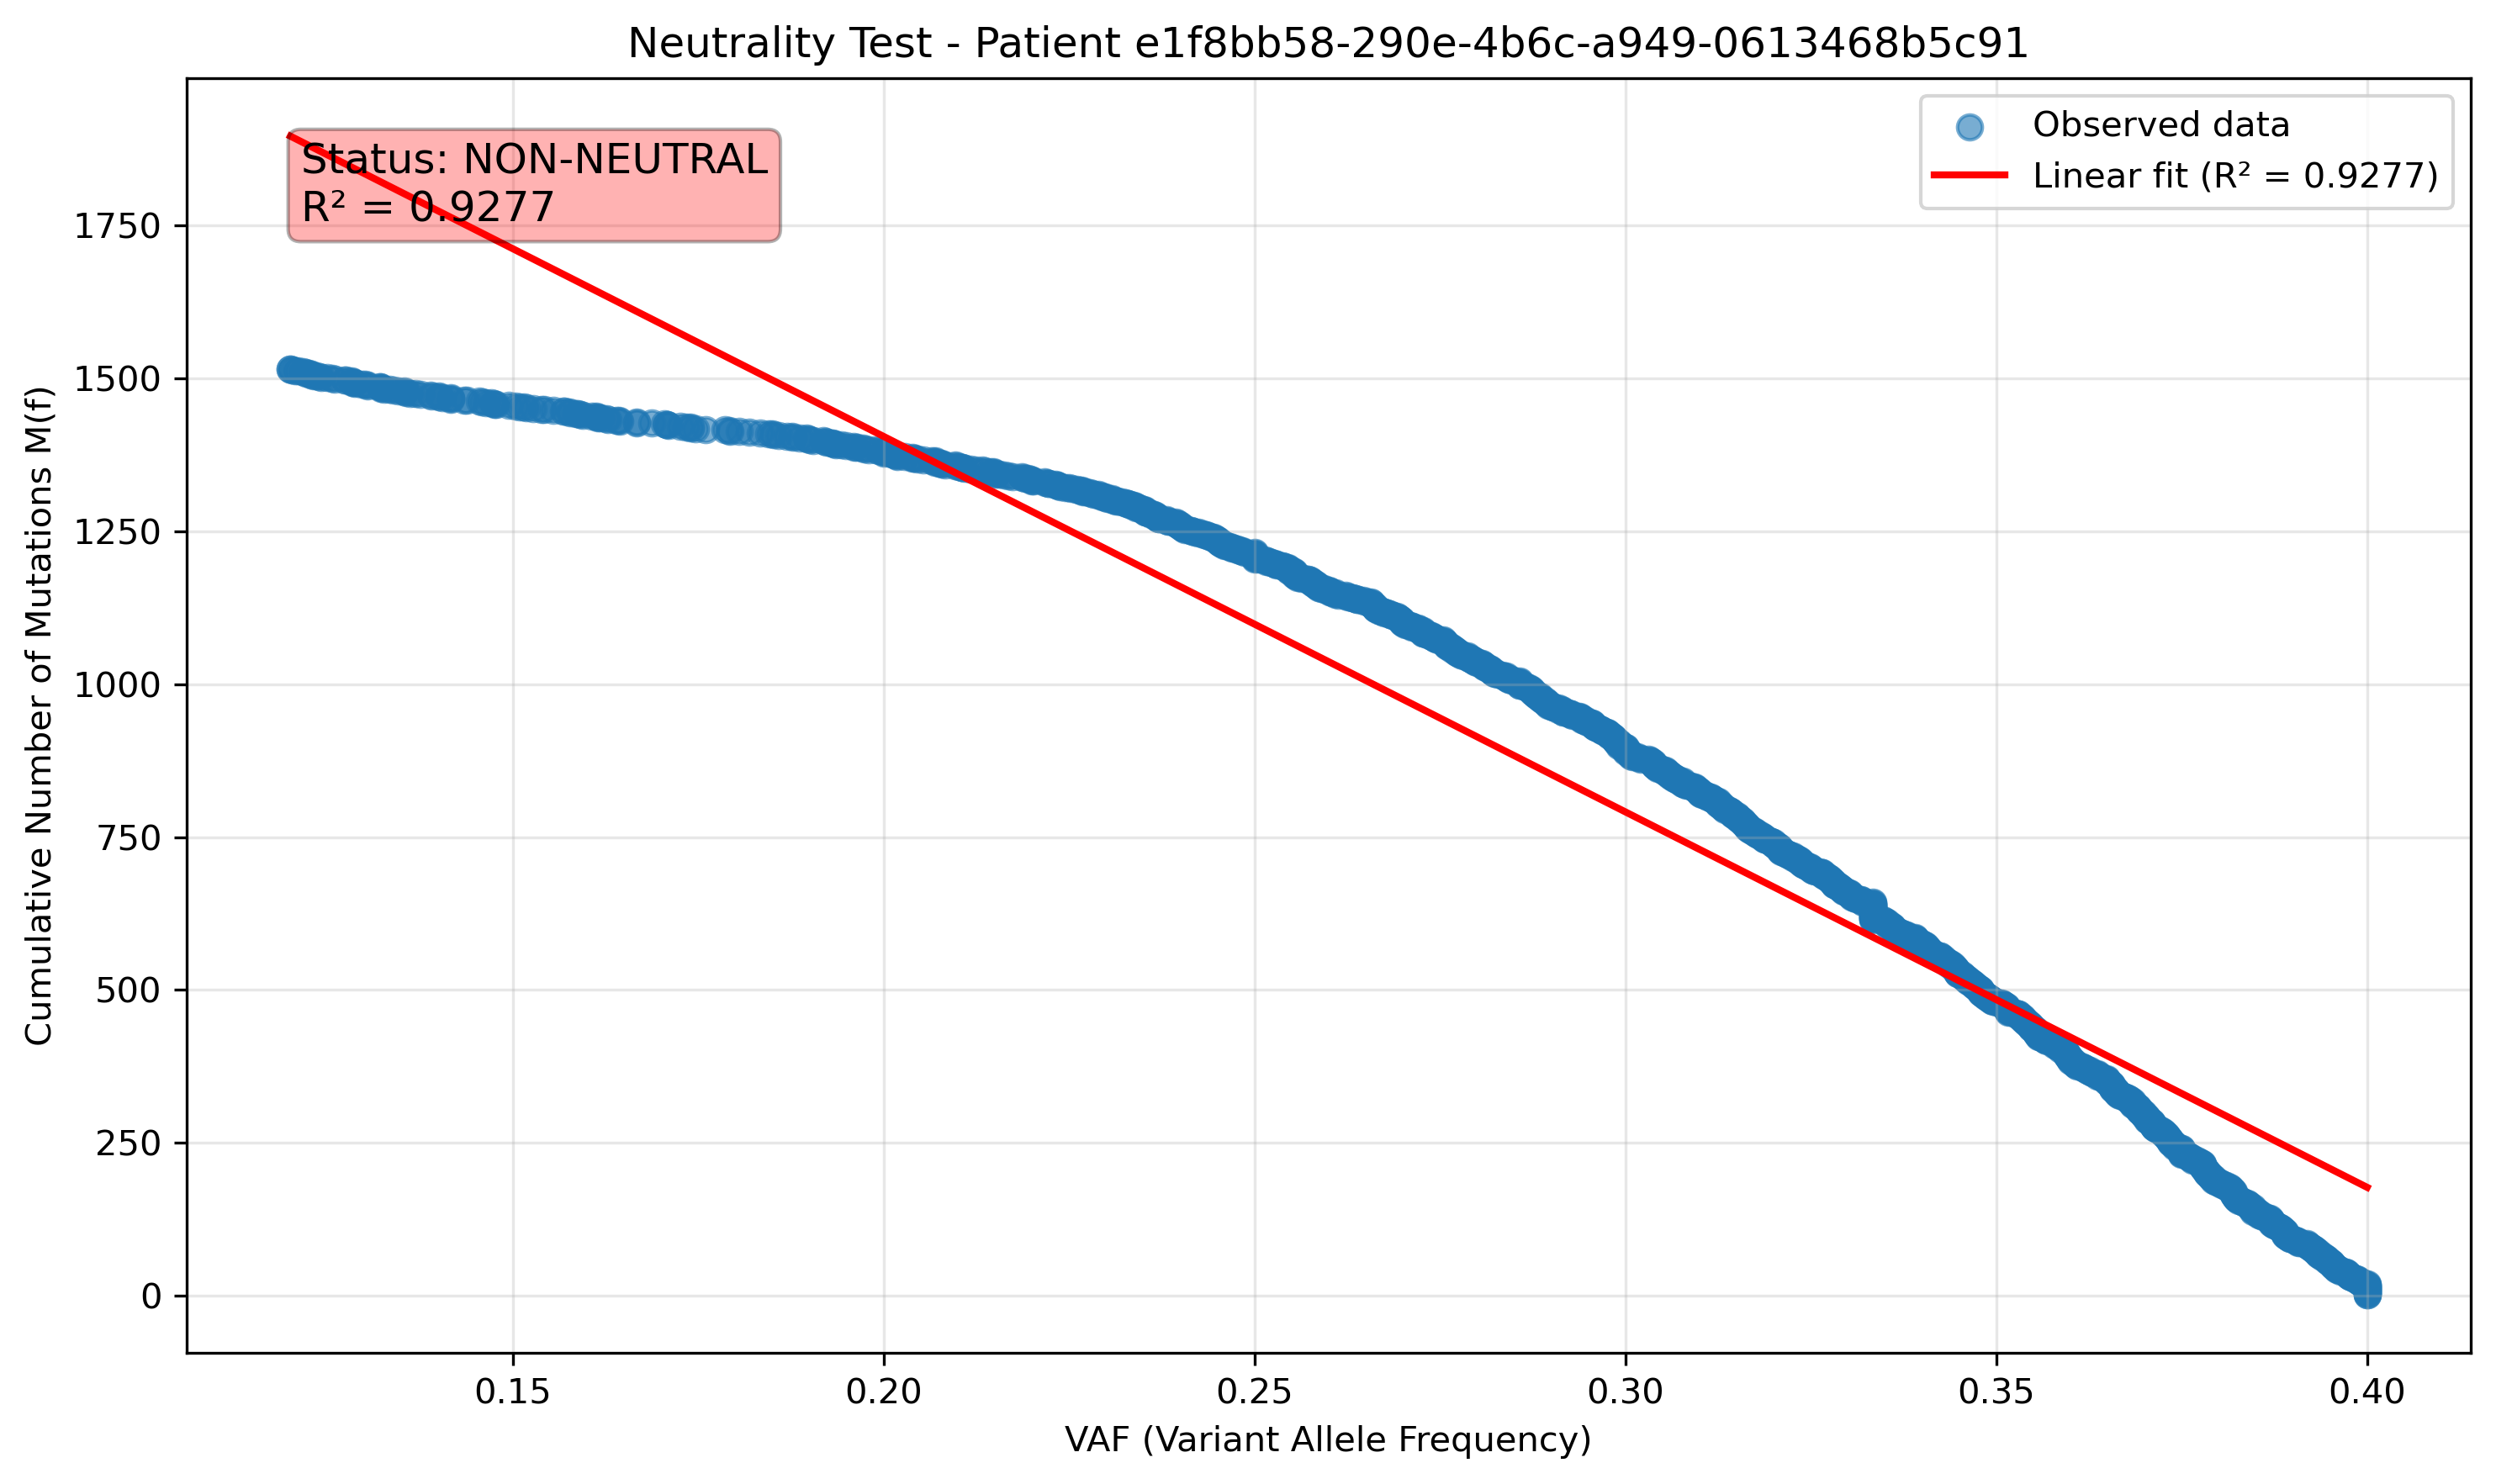 Neutrality Test - Patient e1f8bb58-290e-4b6c-a949-0613468b5c91
Status: NON-NEUTRAL
R² = 0.9277
Observed data
Linear fit (R² = 0.9277)
Cumulative Number of Mutations M(f)
1750
1500
1250
1000
750
500
250
0
0.15
0.20
0.25
0.30
0.35
0.40
VAF (Variant Allele Frequency)